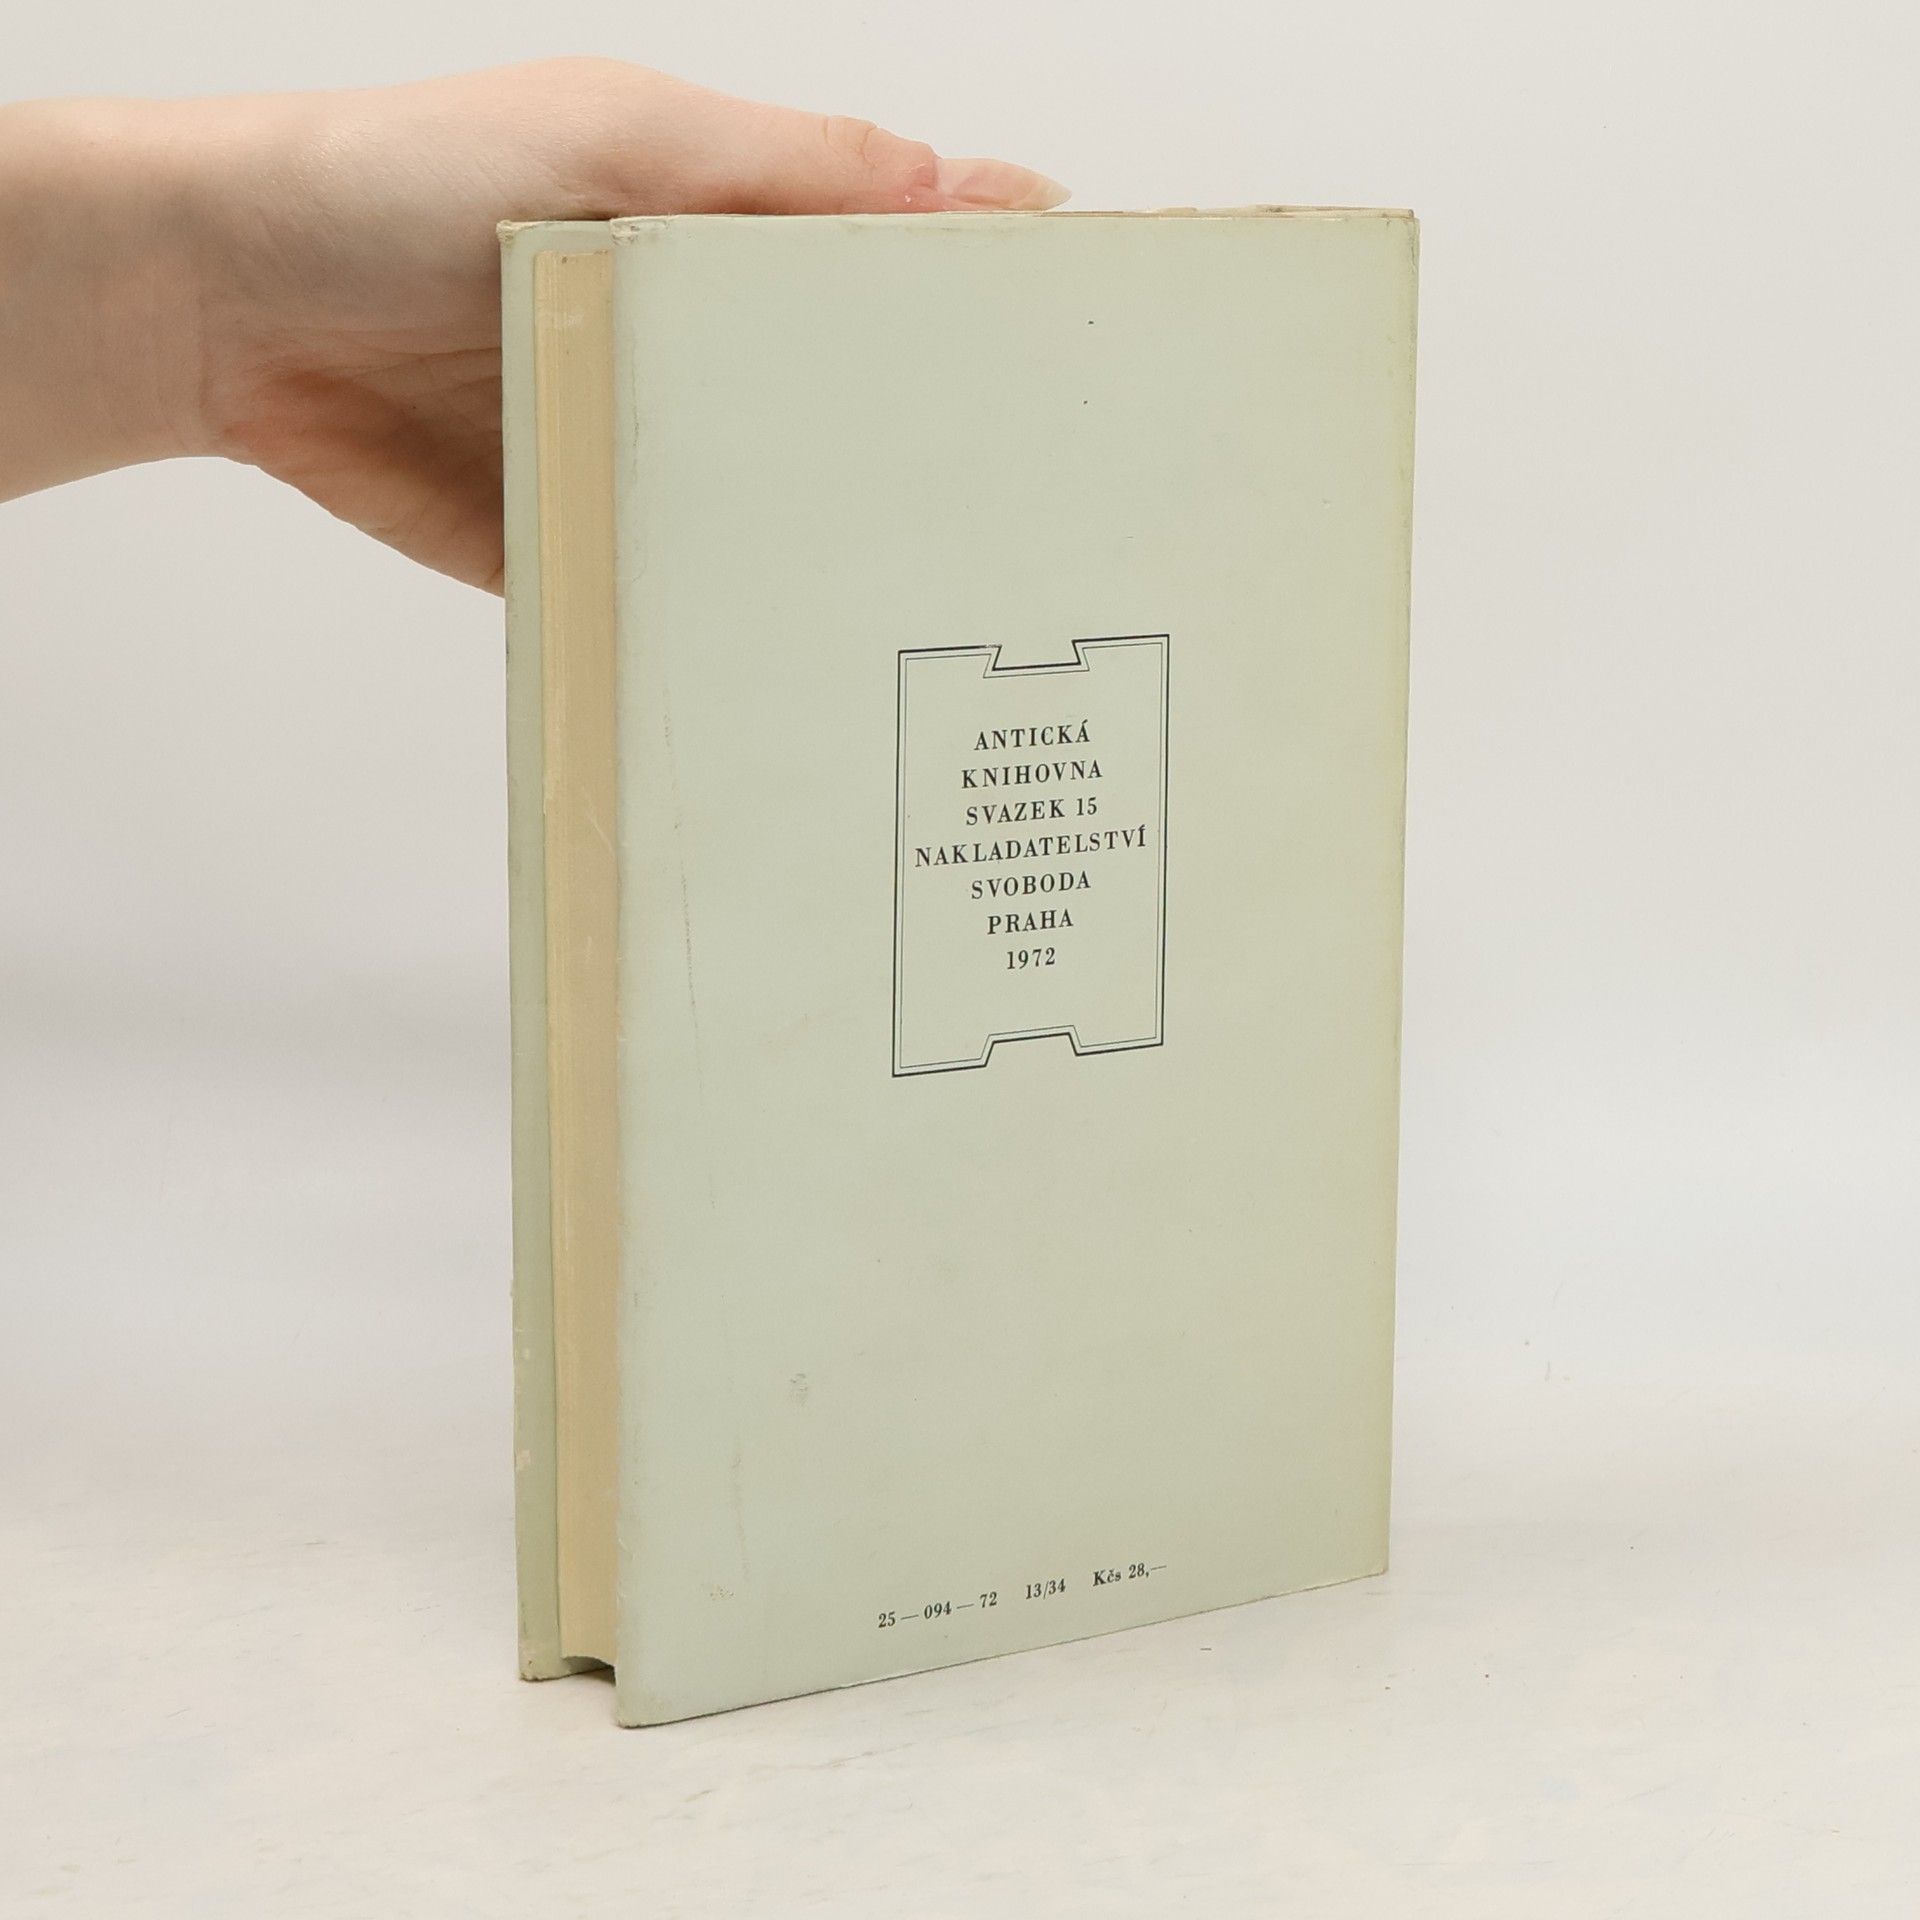 ANTICKÁ
KNIHOVNA
SVAZEK 15
NAKLADATELSTVÍ
SVOBODA
PRAHA
1972
25 — 094 — 72 13/34 Kčs 28,—